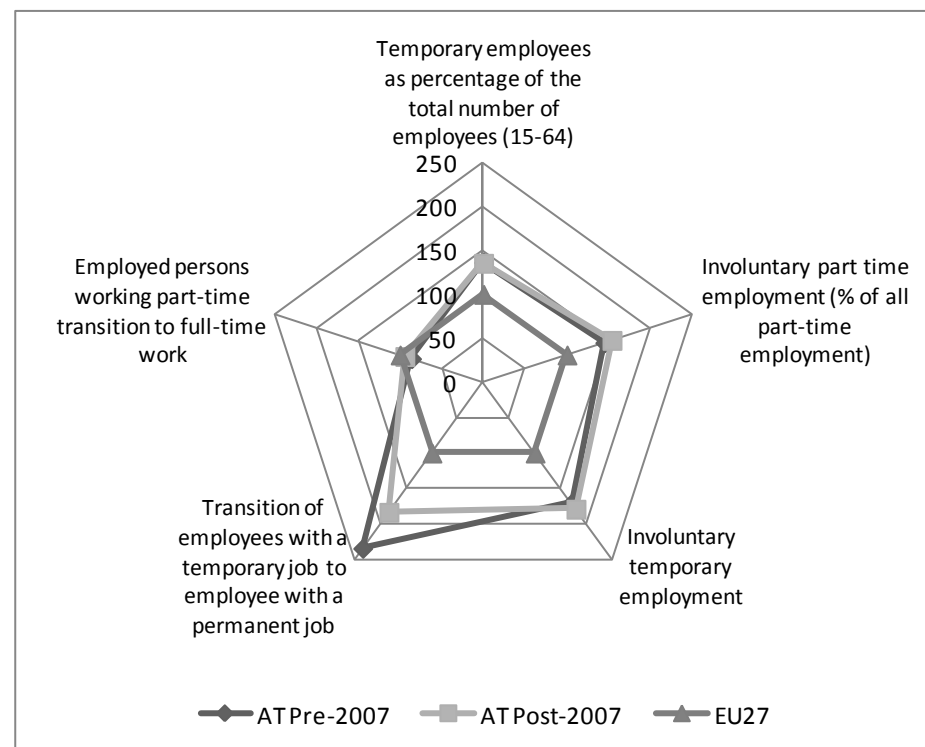 Temporary employees
as percentage of the
total number of
employees (15-64)
250
200
150
100
50
0
Involuntary part time
employment (% of all
part-time
employment)
Involuntary
temporary
employment
Transition of
employees with a
temporary job to
employee with a
permanent job
Employed persons
working part-time
transition to full-time
work
AT Pre-2007
AT Post-2007
EU27